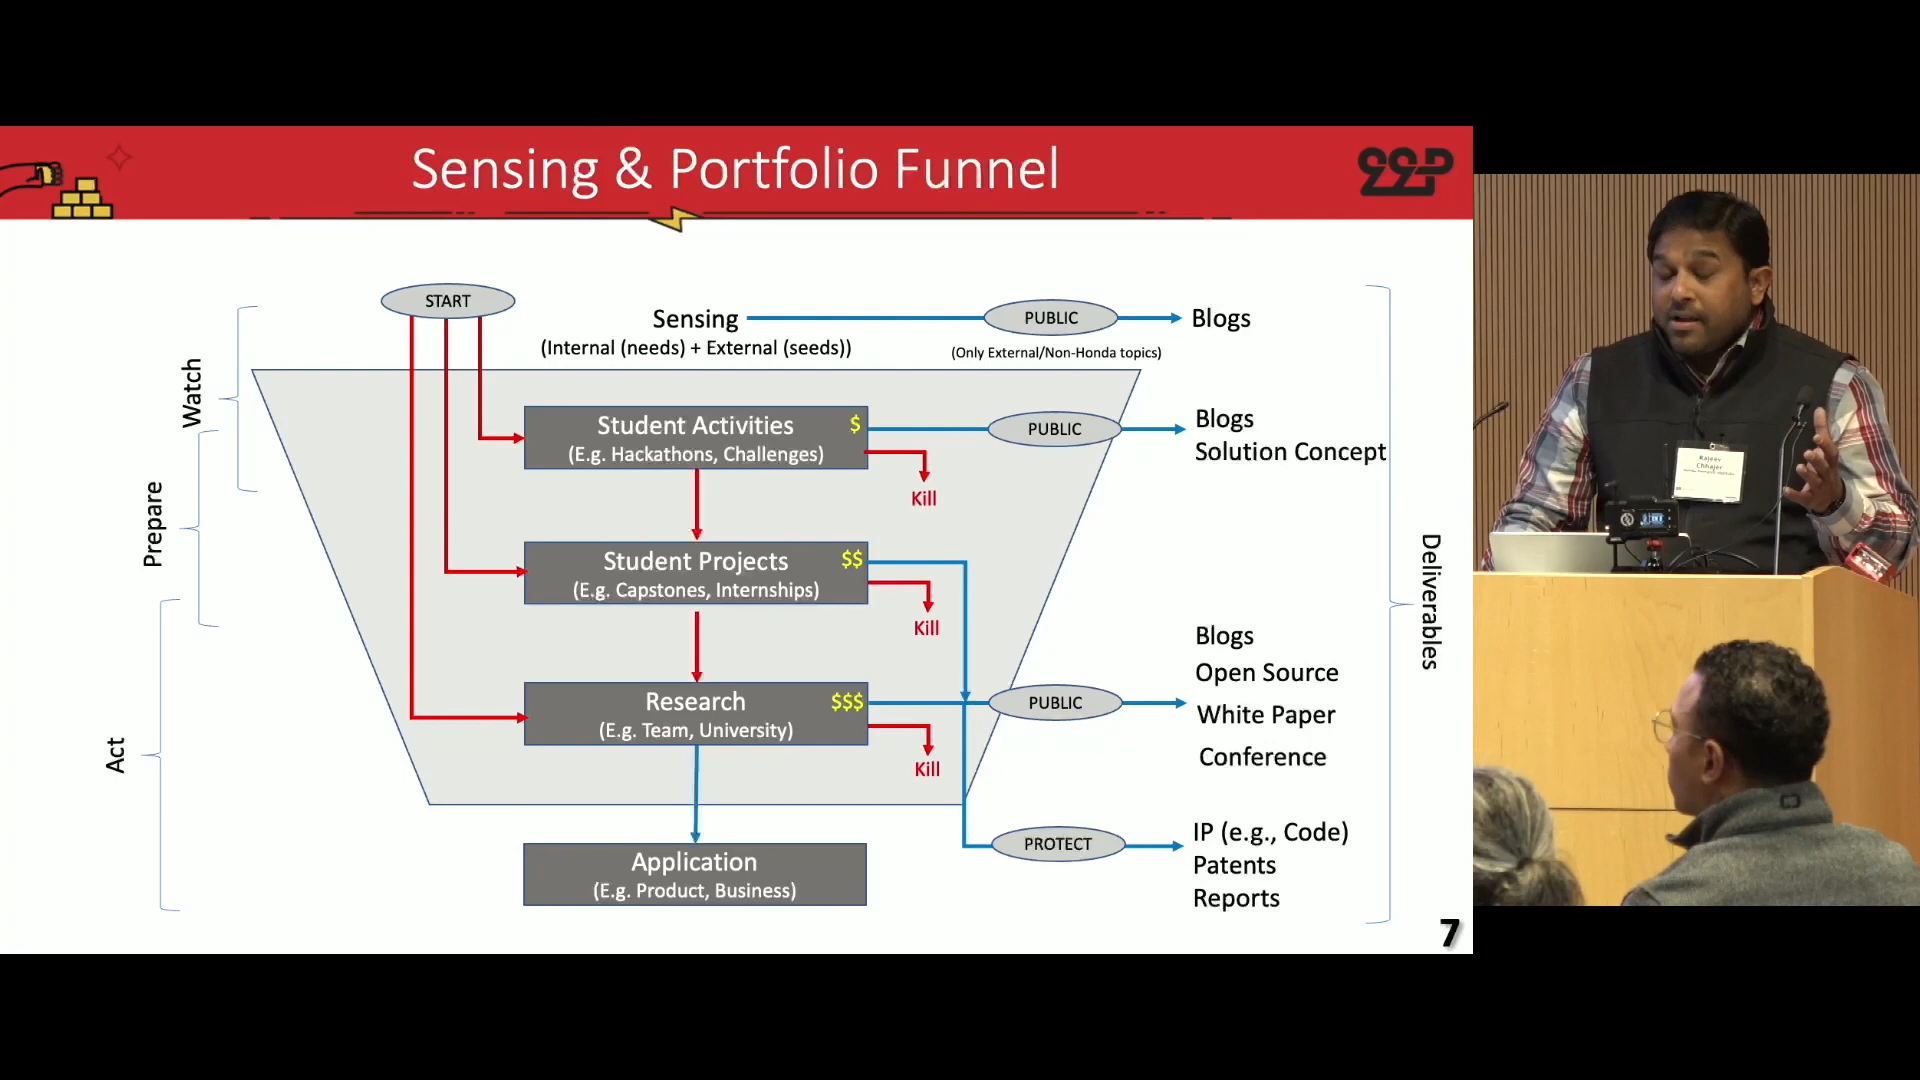 Sensing & Portfolio Funnel
START
Sensing
(Internal (needs) + External (seeds))
PUBLIC
(Only External/Non-Honda topics)
Blogs
Watch
Student Activities
$
(E.g. Hackathons, Challenges)
Kill
PUBLIC
Blogs
Solution Concept
Prepare
Student Projects
$$
(E.g. Capstones, Internships)
Kill
Research
$$$
(E.g. Team, University)
Kill
PUBLIC
Blogs
Open Source
White Paper
Conference
Act
Application
(E.g. Product, Business)
PROTECT
IP (e.g., Code)
Patents
Reports
Deliverables
7
Rajeev
Chhajer